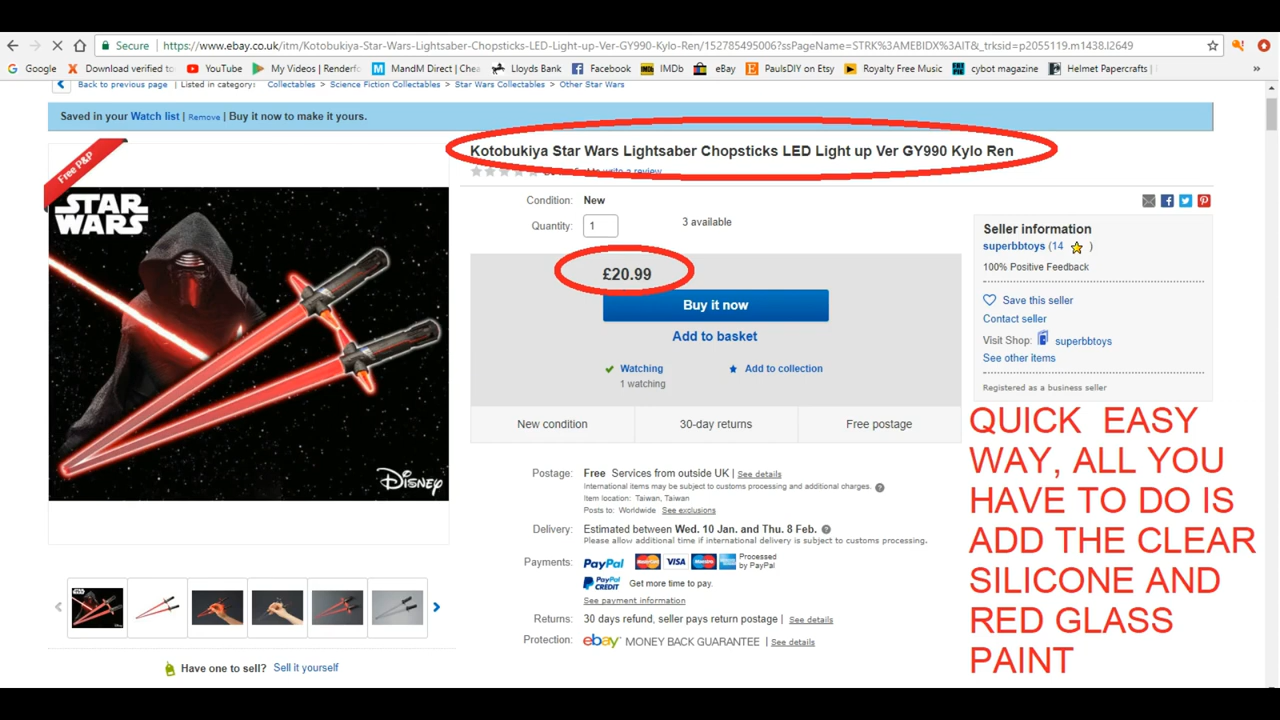 Secure https://www.ebay.co.uk/itm/Kotobukiya-Star-Wars-Lightsaber-Chopsticks-LED-Light-up-Ver-GY990-Kylo-Ren/152785495006?ssPageName=STRK%3AMEBIDX%3AIT&_trksid=p2055119.m1438.l2649
Google Download verified to YouTube My Videos | Renderfo MandM Direct | Chea Lloyds Bank Facebook IMDb eBay PaulsDIY on Etsy Royalty Free Music cybot magazine Helmet Papercrafts |
Back to previous page | Listed in category: Collectables > Science Fiction Collectables > Star Wars Collectables > Other Star Wars
Saved in your Watch list | Remove | Buy it now to make it yours.
Free P&P
STAR
WARS
DISNEY
Kotobukiya Star Wars Lightsaber Chopsticks LED Light up Ver GY990 Kylo Ren
to write a review
Condition: New
Quantity: 1 3 available
£20.99
Buy it now
Add to basket
Watching Add to collection
1 watching
New condition 30-day returns Free postage
Seller information
superbbtoys (14 )
100% Positive Feedback
Save this seller
Contact seller
Visit Shop: superbbtoys
See other items
Registered as a business seller
Postage: Free Services from outside UK | See details
International items may be subject to customs processing and additional charges.
Item location: Taiwan, Taiwan
Posts to: Worldwide See exclusions
Delivery: Estimated between Wed. 10 Jan. and Thu. 8 Feb.
Please allow additional time if international delivery is subject to customs processing.
Payments: PayPal MasterCard VISA Maestro AMERICAN EXPRESS Processed by PayPal
PayPal CREDIT Get more time to pay.
See payment information
Returns: 30 days refund, seller pays return postage | See details
Protection: ebay MONEY BACK GUARANTEE | See details
Have one to sell? Sell it yourself
QUICK EASY
WAY, ALL YOU
HAVE TO DO IS
ADD THE CLEAR
SILICONE AND
RED GLASS
PAINT